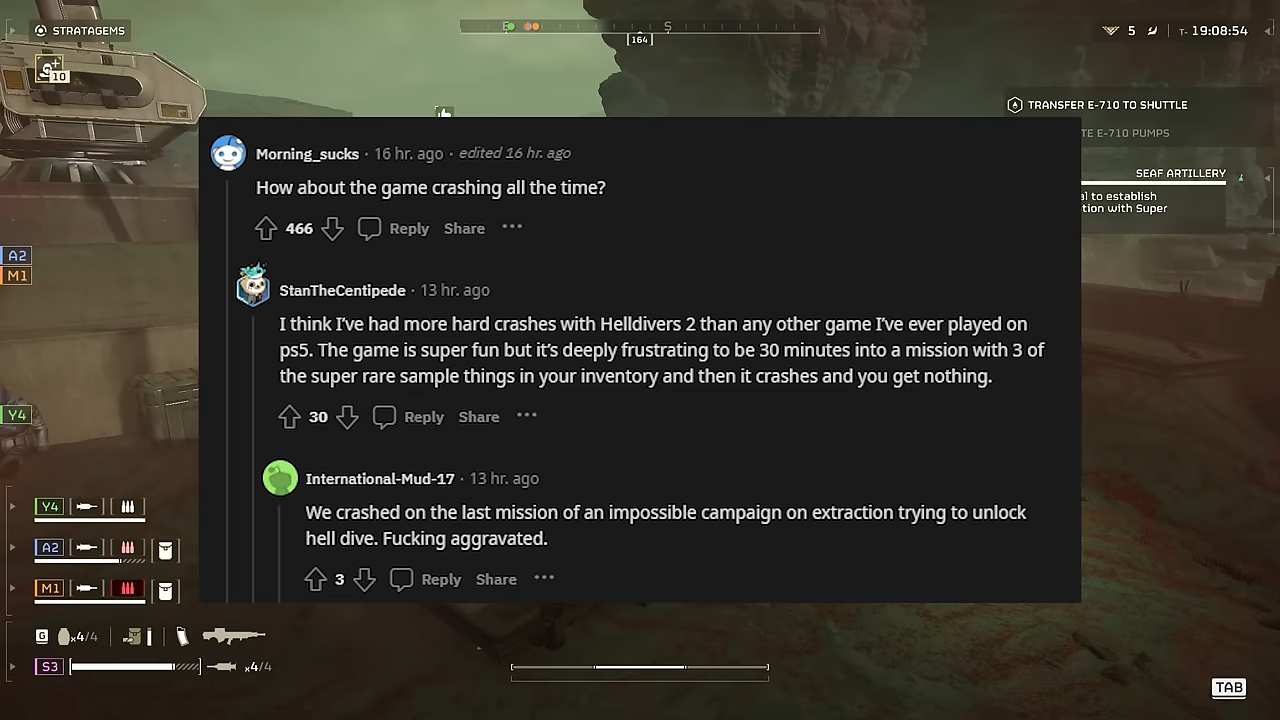 STRATAGEMS
10
E
S
[164]
5
T- 19:08:54
TRANSFER E-710 TO SHUTTLE
TE E-710 PUMPS
SEAF ARTILLERY
al to establish
tion with Super
Morning_sucks · 16 hr. ago · edited 16 hr. ago
How about the game crashing all the time?
466 Reply Share ···
StanTheCentipede · 13 hr. ago
I think I've had more hard crashes with Helldivers 2 than any other game I've ever played on
ps5. The game is super fun but it's deeply frustrating to be 30 minutes into a mission with 3 of
the super rare sample things in your inventory and then it crashes and you get nothing.
30 Reply Share ···
International-Mud-17 · 13 hr. ago
We crashed on the last mission of an impossible campaign on extraction trying to unlock
hell dive. Fucking aggravated.
3 Reply Share ···
A2
M1
Y4
Y4
A2
M1
G x4/4
S3 x4/4
TAB